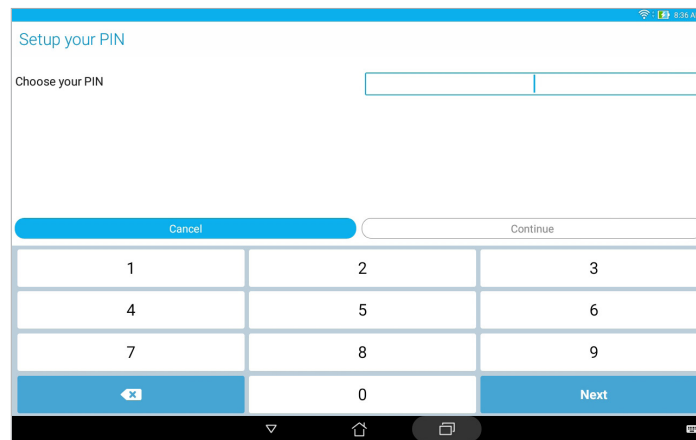 8:36 A
Setup your PIN
Choose your PIN
Cancel Continue
1 2 3
4 5 6
7 8 9
0 Next